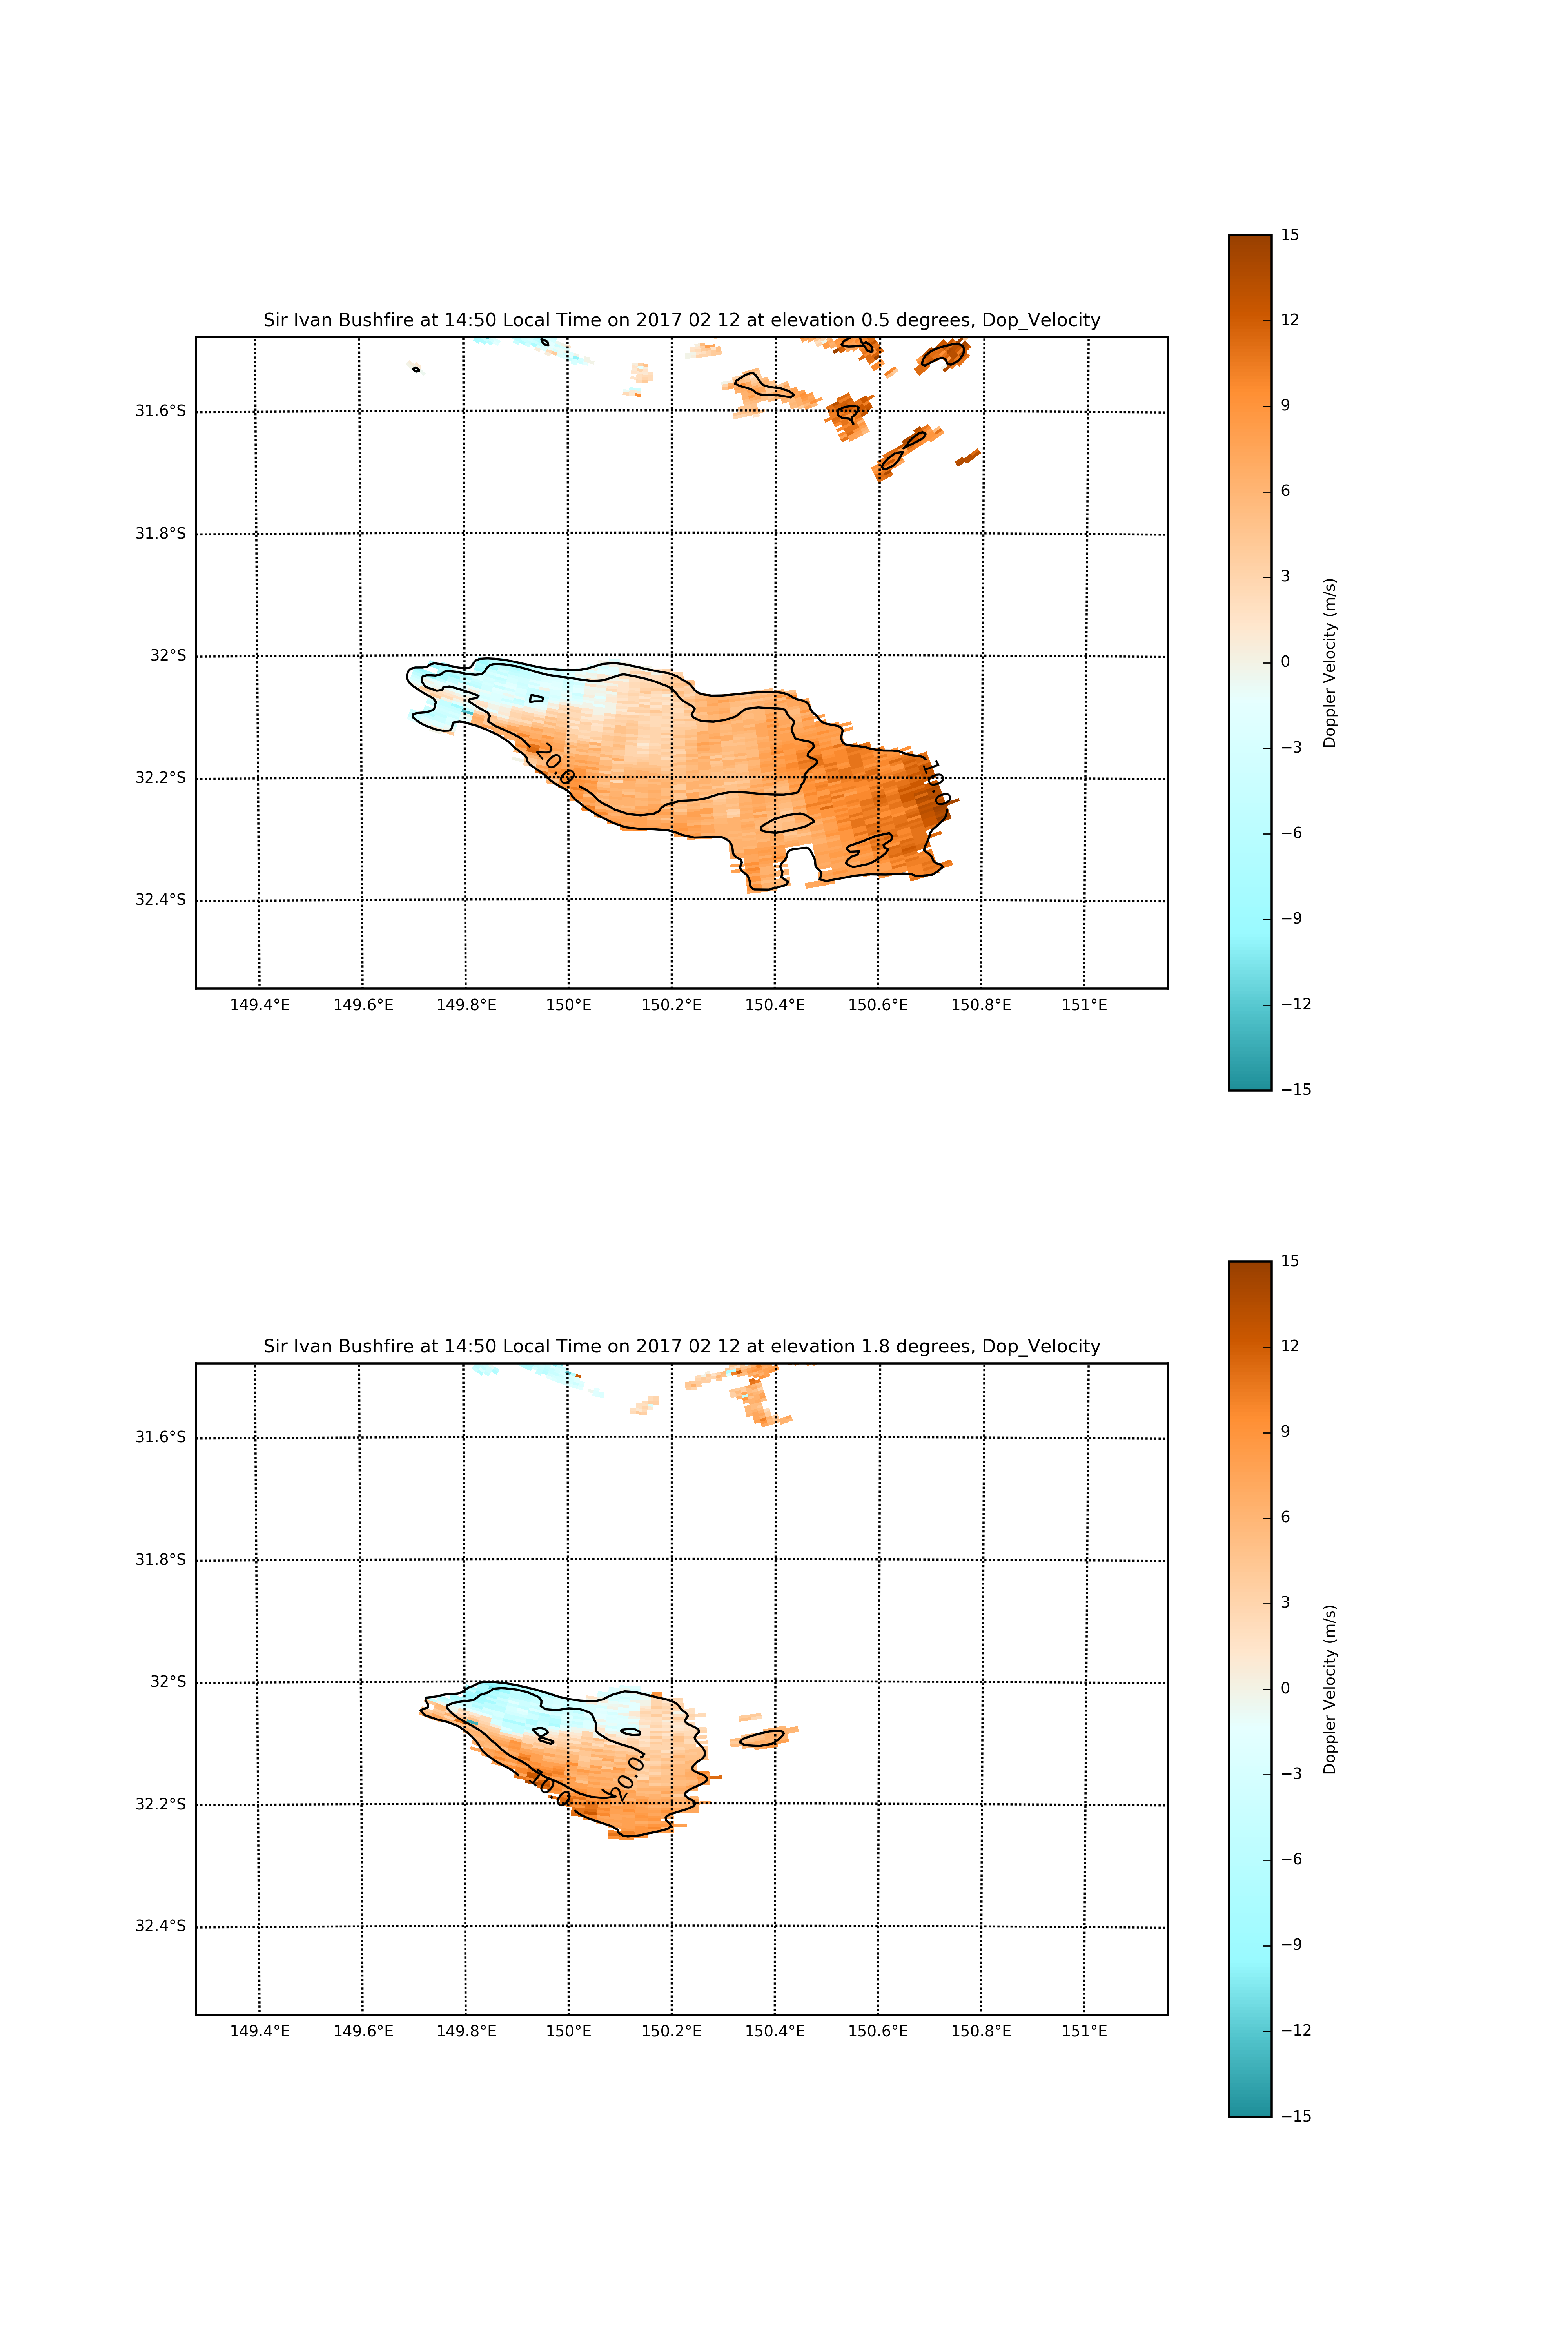 Sir Ivan Bushfire at 14:50 Local Time on 2017 02 12 at elevation 0.5 degrees, Dop_Velocity
31.6°S
31.8°S
32°S
32.2°S
32.4°S
149.4°E 149.6°E 149.8°E 150°E 150.2°E 150.4°E 150.6°E 150.8°E 151°E
20.0
10.0
15
12
9
6
3
0
−3
−6
−9
−12
−15
Doppler Velocity (m/s)
Sir Ivan Bushfire at 14:50 Local Time on 2017 02 12 at elevation 1.8 degrees, Dop_Velocity
31.6°S
31.8°S
32°S
32.2°S
32.4°S
149.4°E 149.6°E 149.8°E 150°E 150.2°E 150.4°E 150.6°E 150.8°E 151°E
10.0
20.0
15
12
9
6
3
0
−3
−6
−9
−12
−15
Doppler Velocity (m/s)